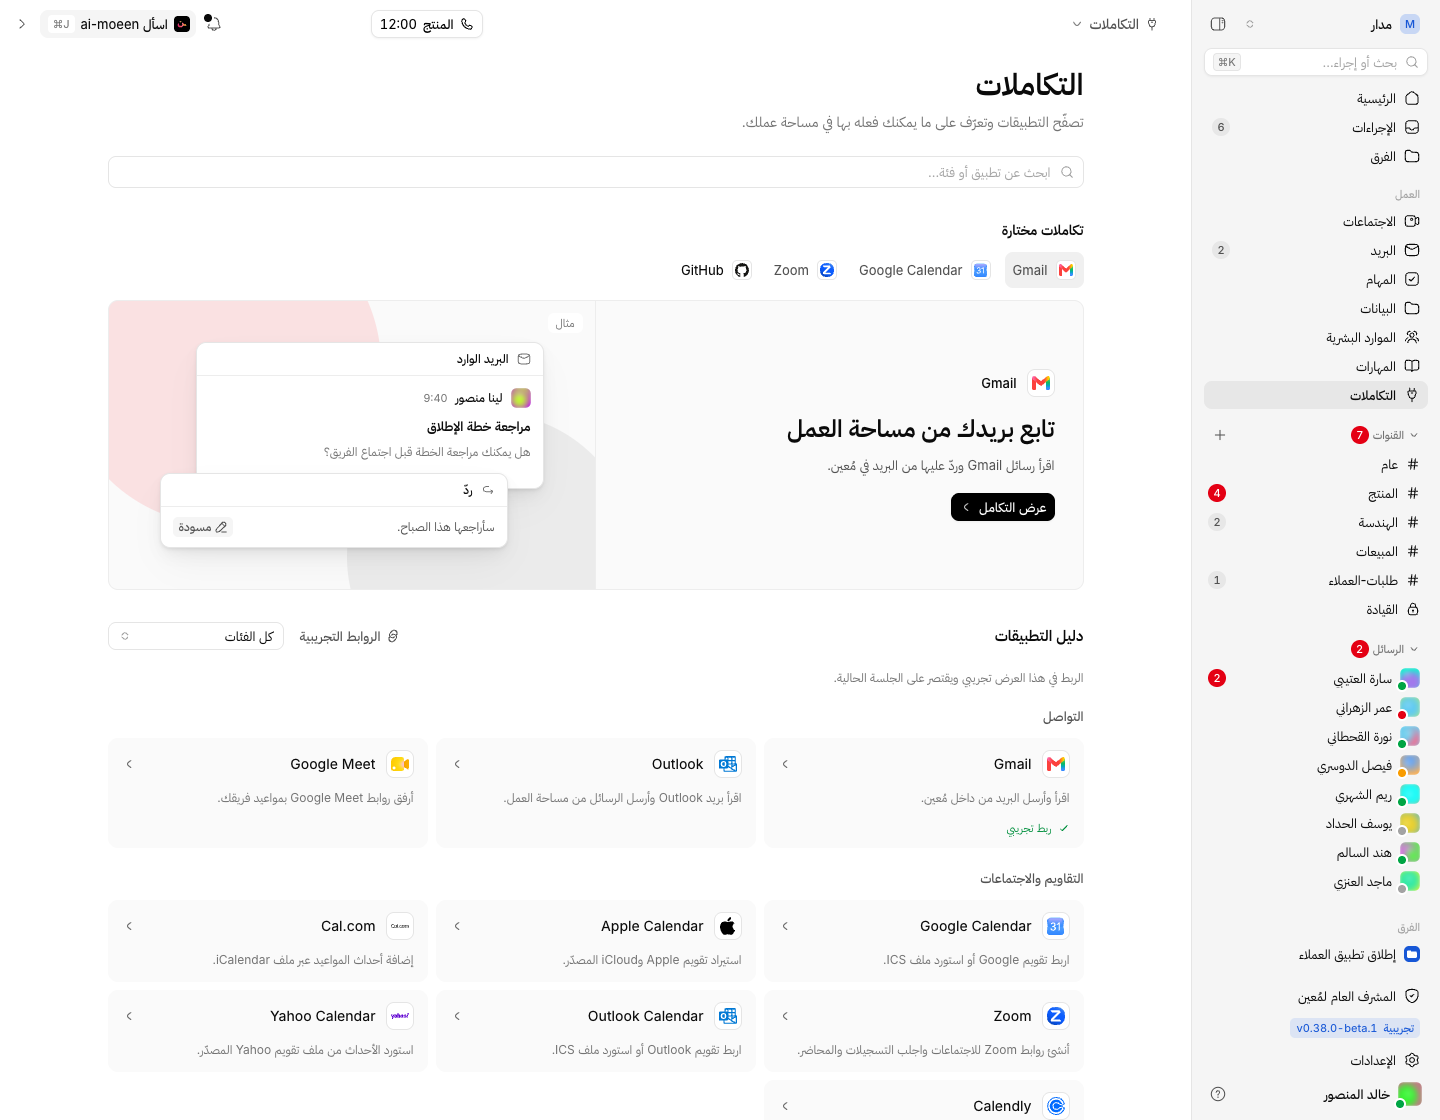 M مدار
بحث أو إجراء... ⌘K
الرئيسية
الإجراءات 6
الفرق
العمل
الاجتماعات
البريد 2
المهام
البيانات
الموارد البشرية
المهارات
التكاملات
القنوات 7
عام
المنتج 4
الهندسة 2
المبيعات
طلبات-العملاء 1
القيادة
الرسائل 2
سارة العتيبي 2
عمر الزهراني
نورة القحطاني
فيصل الدوسري
ريم الشهري
يوسف الحداد
هند السالم
ماجد العنزي
الفرق
إطلاق تطبيق العملاء
المشرف العام لمُعين
تجريبية v0.38.0-beta.1
الإعدادات
خالد المنصور
التكاملات
المنتج 12:00
اسأل ai-moeen ⌘J
التكاملات
تصفّح التطبيقات وتعرّف على ما يمكنك فعله بها في مساحة عملك.
ابحث عن تطبيق أو فئة...
تكاملات مختارة
Gmail
Google Calendar
Zoom
GitHub
Gmail
تابع بريدك من مساحة العمل
اقرأ رسائل Gmail وردّ عليها من البريد في مُعين.
عرض التكامل
مثال
البريد الوارد
لينا منصور 9:40
مراجعة خطة الإطلاق
هل يمكنك مراجعة الخطة قبل اجتماع الفريق؟
ردّ
سأراجعها هذا الصباح.
مسودة
دليل التطبيقات
الروابط التجريبية
كل الفئات
الربط في هذا العرض تجريبي ويقتصر على الجلسة الحالية.
التواصل
Gmail
اقرأ وأرسل البريد من داخل مُعين.
ربط تجريبي
Outlook
اقرأ بريد Outlook وأرسل الرسائل من مساحة العمل.
Google Meet
أرفق روابط Google Meet بمواعيد فريقك.
التقاويم والاجتماعات
31 Google Calendar
اربط تقويم Google أو استورد ملف ICS.
Apple Calendar
استيراد تقويم Apple وiCloud المصدّر.
Cal.com Cal.com
إضافة أحداث المواعيد عبر ملف iCalendar.
Zoom
أنشئ روابط Zoom للاجتماعات واجلب التسجيلات والمحاضر.
Outlook Calendar
اربط تقويم Outlook أو استورد ملف ICS.
yahoo! Yahoo Calendar
استورد الأحداث من ملف تقويم Yahoo المصدّر.
Calendly